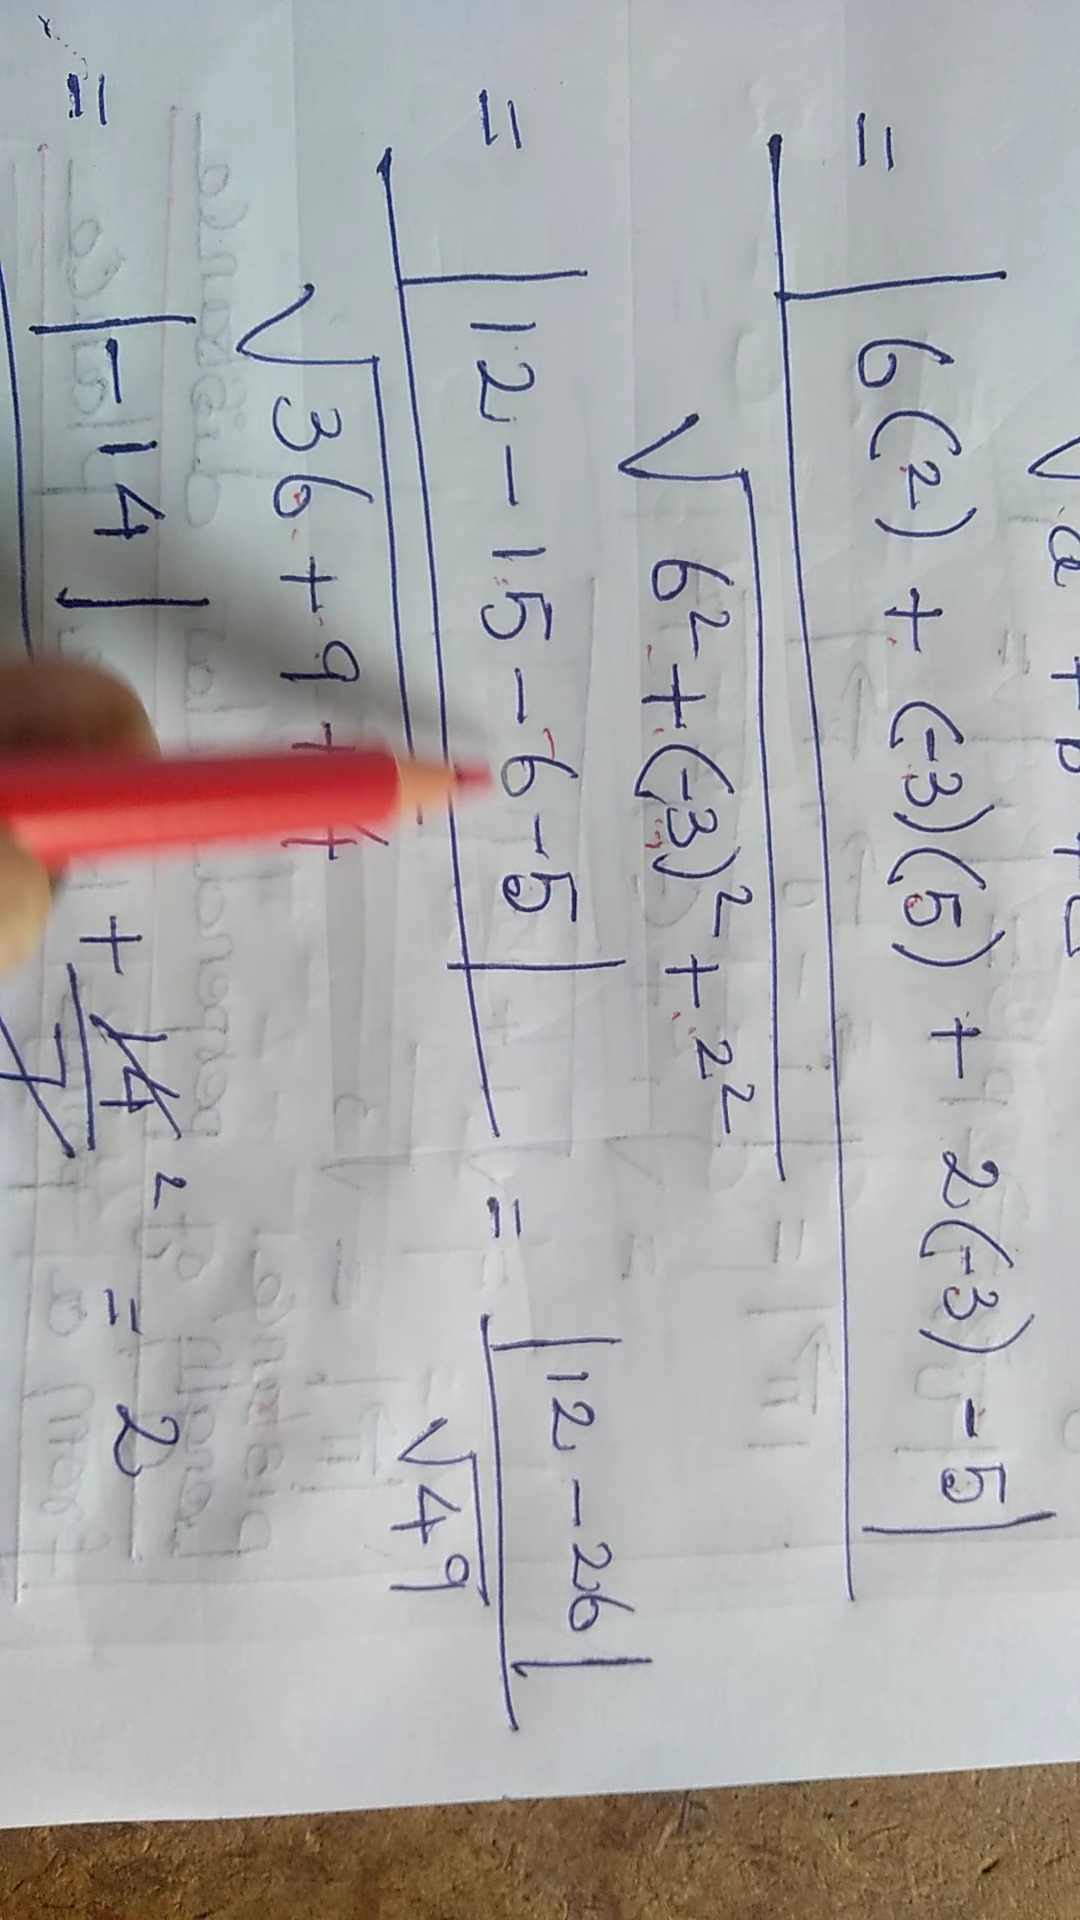 √a + b + c
= |6(2) + (-3)(5) + 2(-3) -5|
√6² + (-3)² + 2²
= |12 - 15 - 6 - 5| = |12 - 26|
√36 + 9 + 4 √49
= |-14| + 14 2 = 2
7